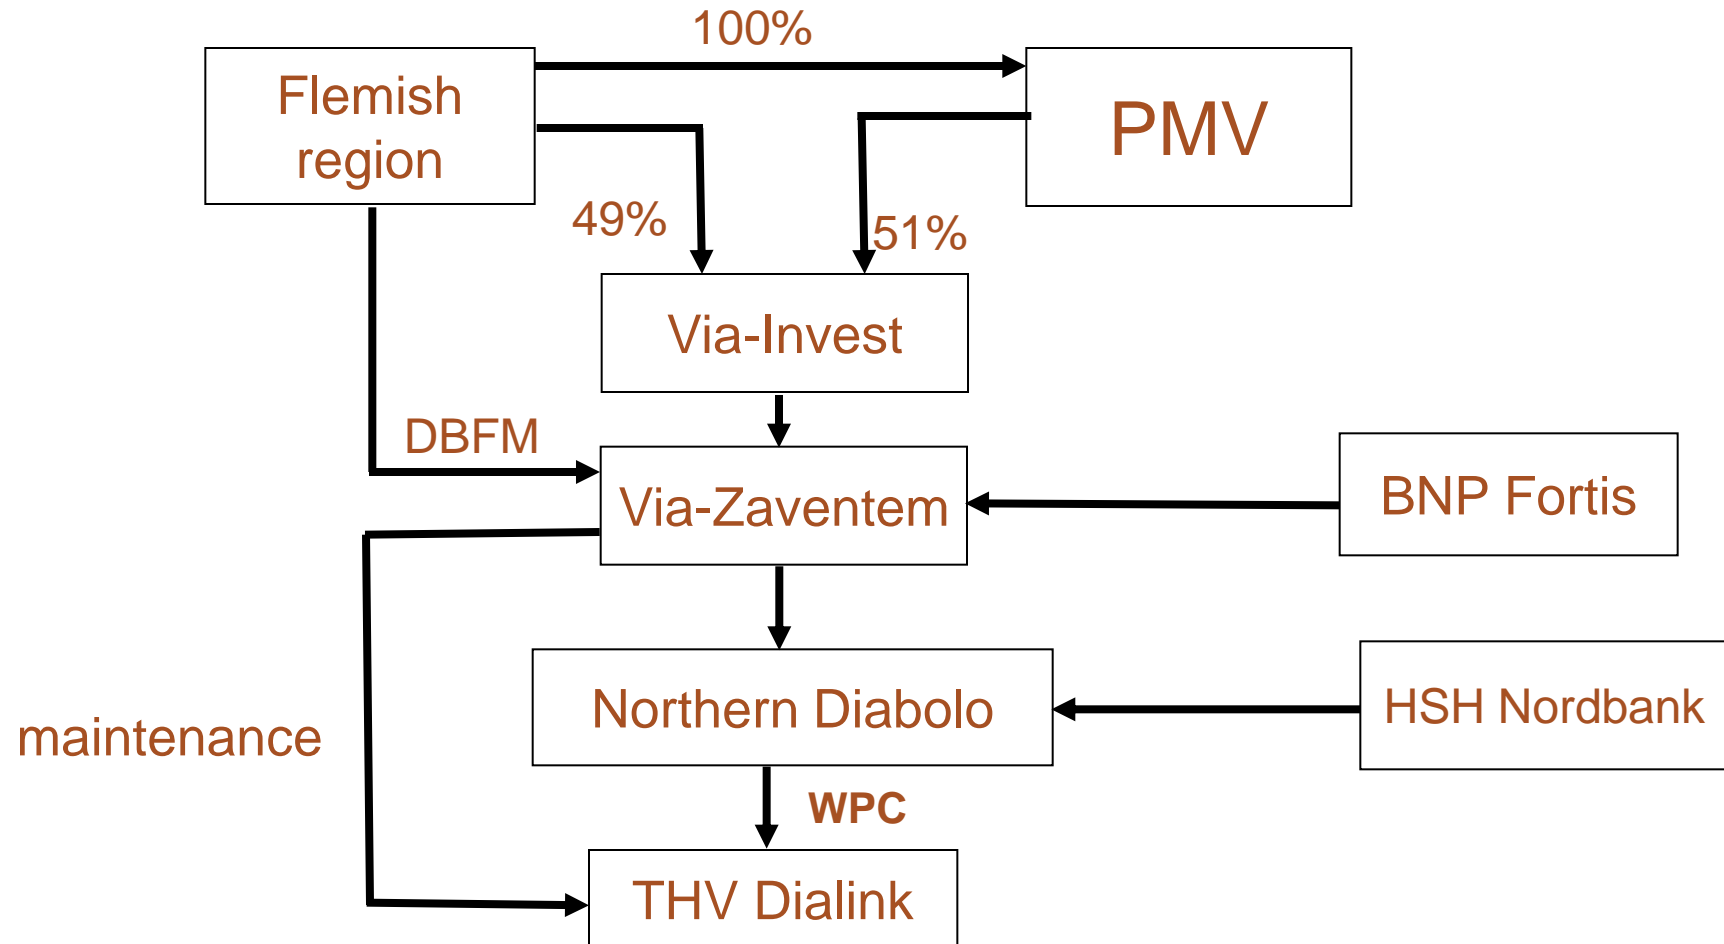 100%
Flemish
region
PMV
49%
51%
Via-Invest
DBFM
Via-Zaventem
BNP Fortis
Northern Diabolo
HSH Nordbank
maintenance
WPC
THV Dialink